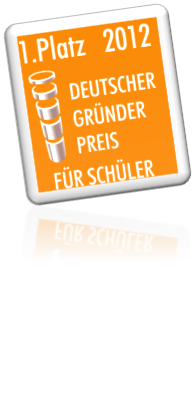 1.Platz 2012
DEUTSCHER
GRÜNDER
PREIS
FÜR SCHÜLER